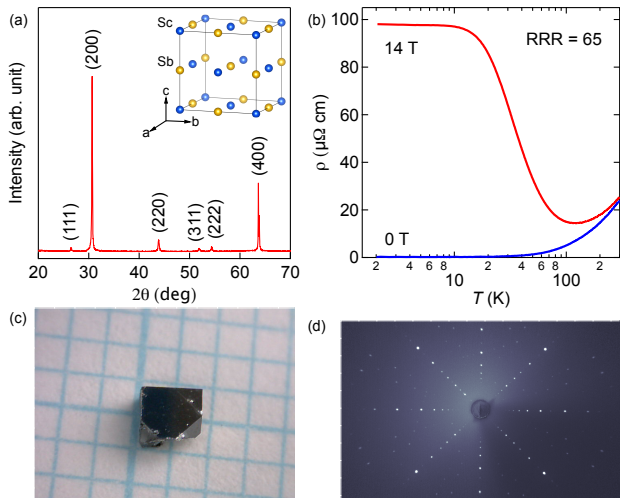 (a)
Intensity (arb. unit)
2θ (deg)
20 30 40 50 60 70
(111)
(200)
(220)
(311)
(222)
(400)
Sc
Sb
c
a
b
(b)
ρ (μΩ cm)
T (K)
100
80
60
40
20
0
14 T
RRR = 65
0 T
2 4 6 8 10 2 4 6 8 100 2
(c)
(d)